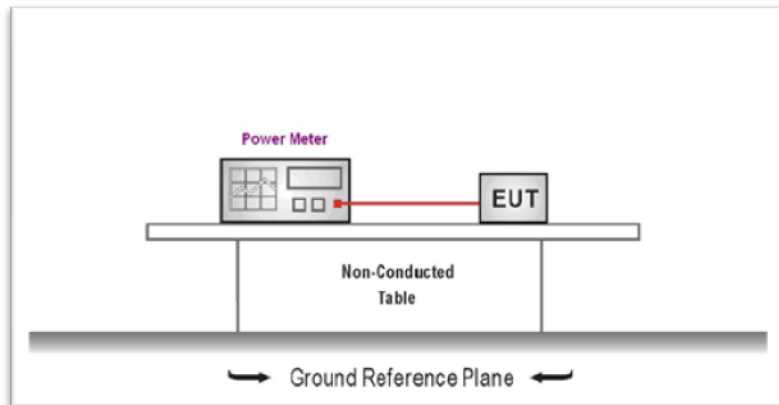 Power Meter
EUT
Non-Conducted
Table
Ground Reference Plane